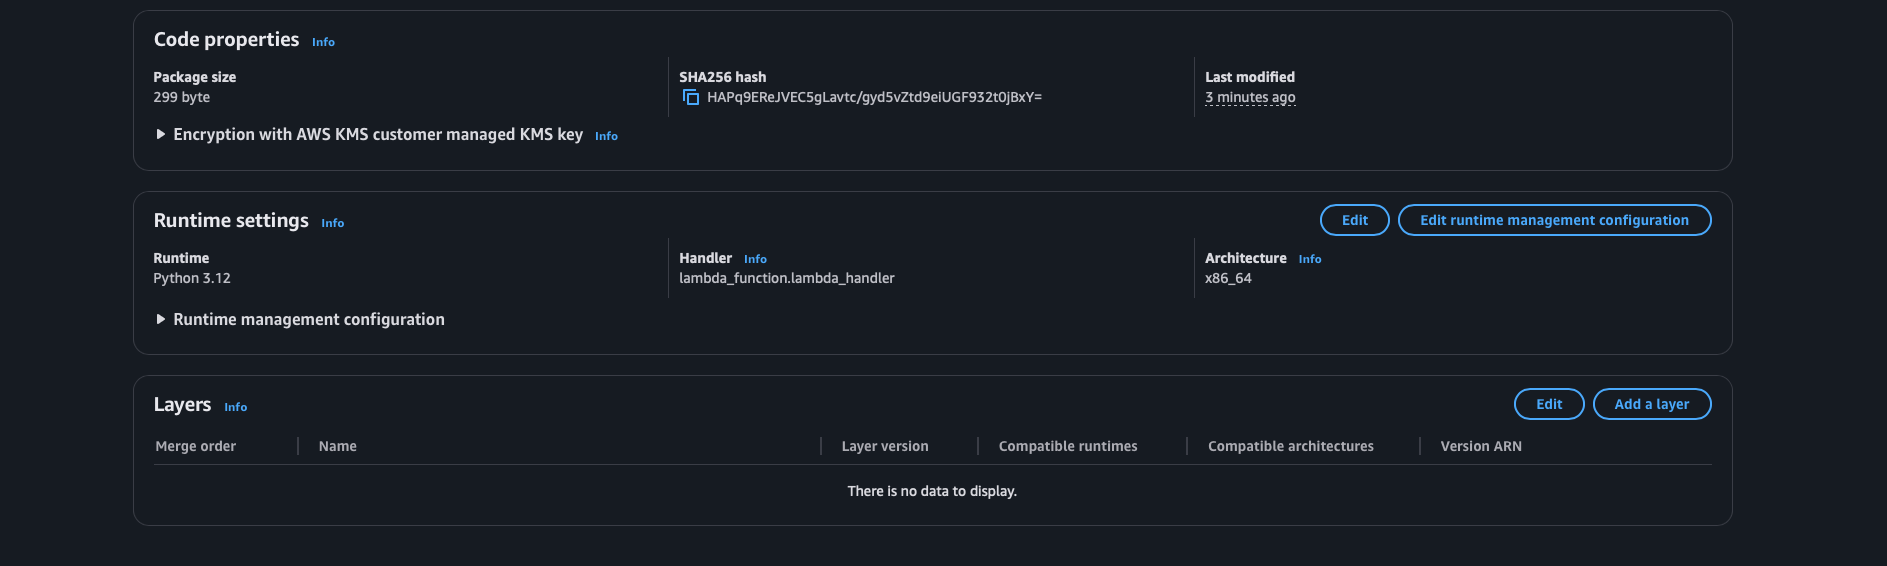 Code properties Info
Package size
299 byte
SHA256 hash
HAPq9EReJVEC5gLavtc/gyd5vZtd9eiUGF932t0jBxY=
Last modified
3 minutes ago
Encryption with AWS KMS customer managed KMS key Info
Runtime settings Info
Edit
Edit runtime management configuration
Runtime
Python 3.12
Handler Info
lambda_function.lambda_handler
Architecture Info
x86_64
Runtime management configuration
Layers Info
Edit
Add a layer
Merge order
Name
Layer version
Compatible runtimes
Compatible architectures
Version ARN
There is no data to display.